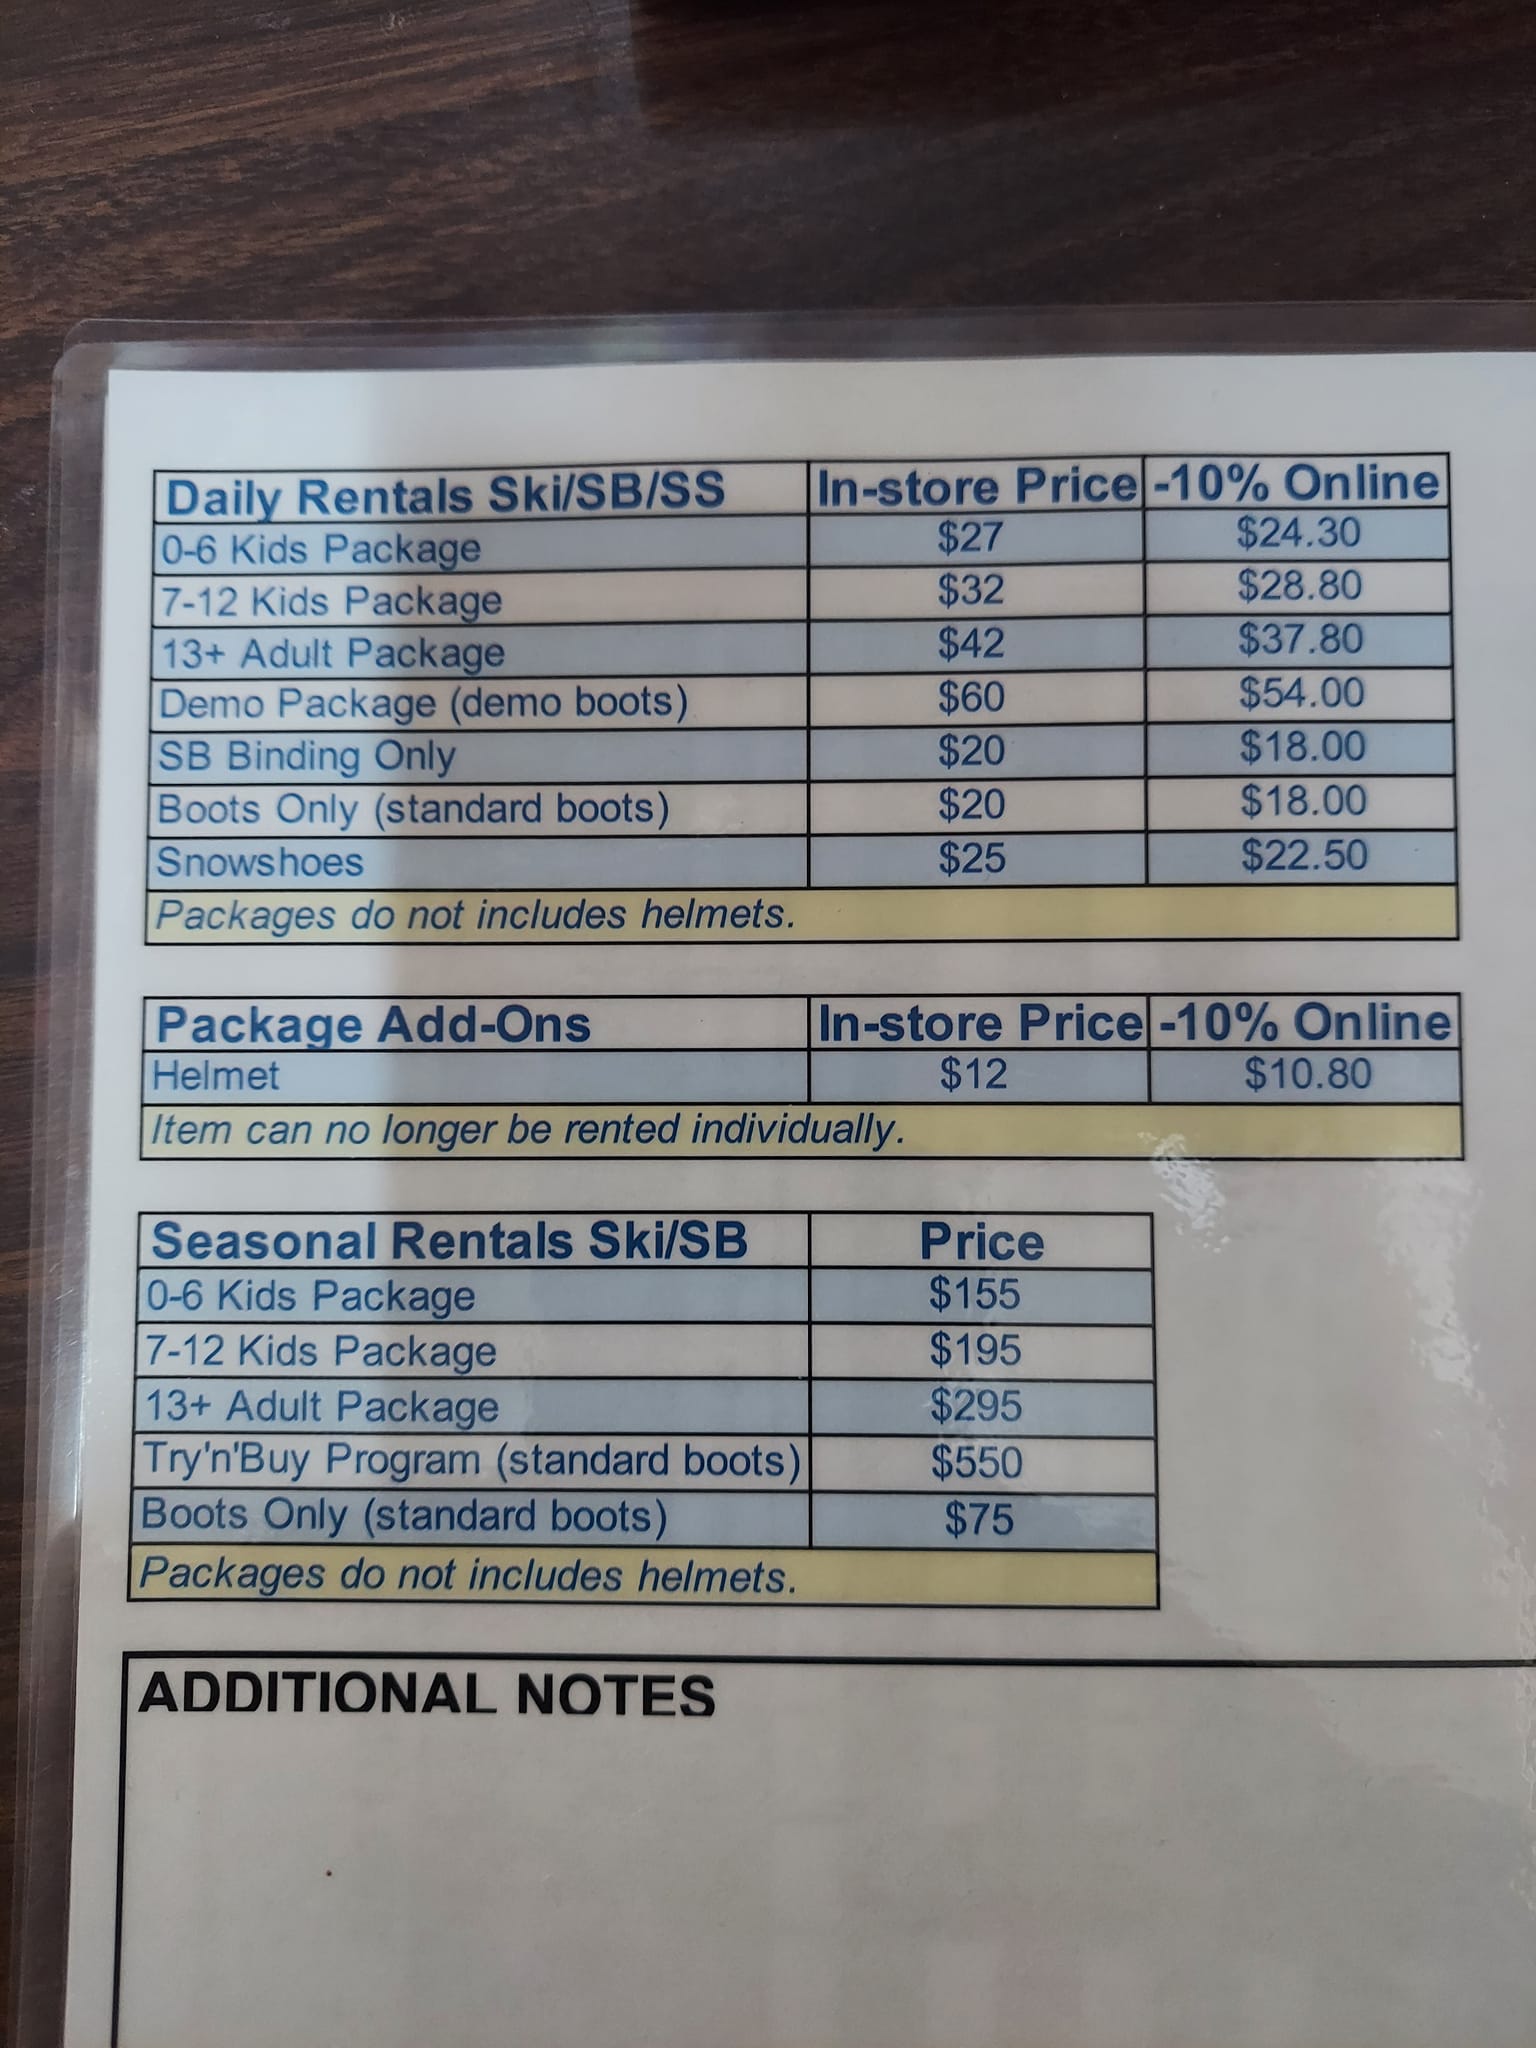 Daily Rentals Ski/SB/SS In-store Price -10% Online
0-6 Kids Package $27 $24.30
7-12 Kids Package $32 $28.80
13+ Adult Package $42 $37.80
Demo Package (demo boots) $60 $54.00
SB Binding Only $20 $18.00
Boots Only (standard boots) $20 $18.00
Snowshoes $25 $22.50
Packages do not includes helmets.
Package Add-Ons In-store Price -10% Online
Helmet $12 $10.80
Item can no longer be rented individually.
Seasonal Rentals Ski/SB Price
0-6 Kids Package $155
7-12 Kids Package $195
13+ Adult Package $295
Try'n'Buy Program (standard boots) $550
Boots Only (standard boots) $75
Packages do not includes helmets.
ADDITIONAL NOTES